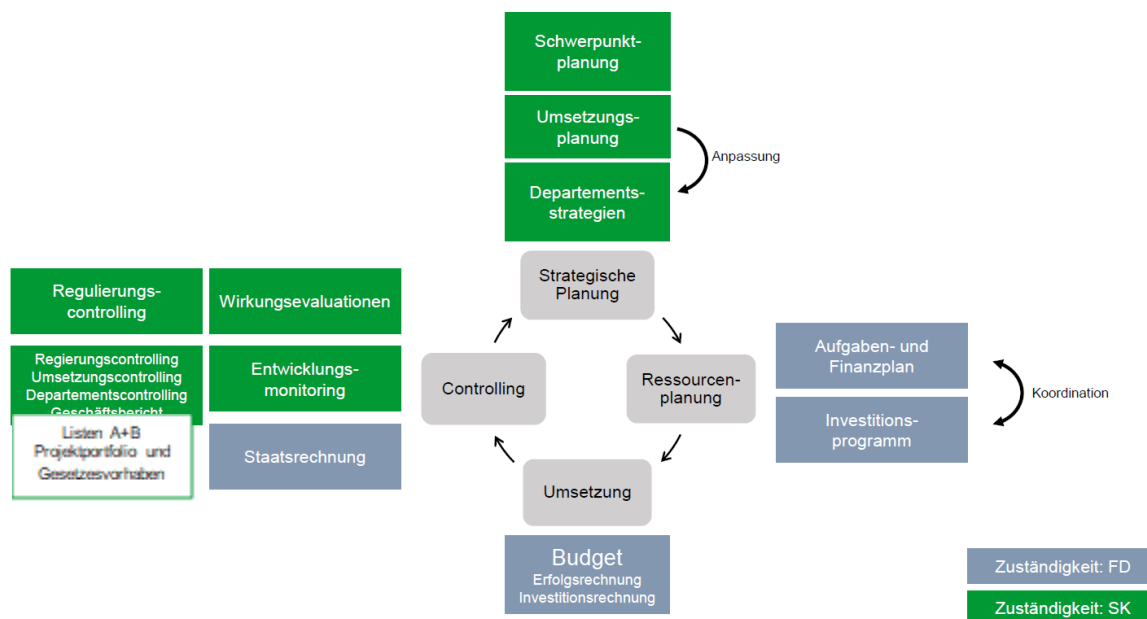 Schwerpunkt-
planung
Umsetzungs-
planung
Anpassung
Departements-
strategien
Strategische
Planung
Regulierungs-
controlling
Wirkungsevaluationen
Regierungscontrolling
Umsetzungscontrolling
Departementscontrolling
Geschäftsbericht
Entwicklungs-
monitoring
Listen A+B
Projektportfolio und
Gesetzesvorhaben
Staatsrechnung
Controlling
Ressourcen-
planung
Aufgaben- und
Finanzplan
Koordination
Investitions-
programm
Umsetzung
Budget
Erfolgsrechnung
Investitionsrechnung
Zuständigkeit: FD
Zuständigkeit: SK